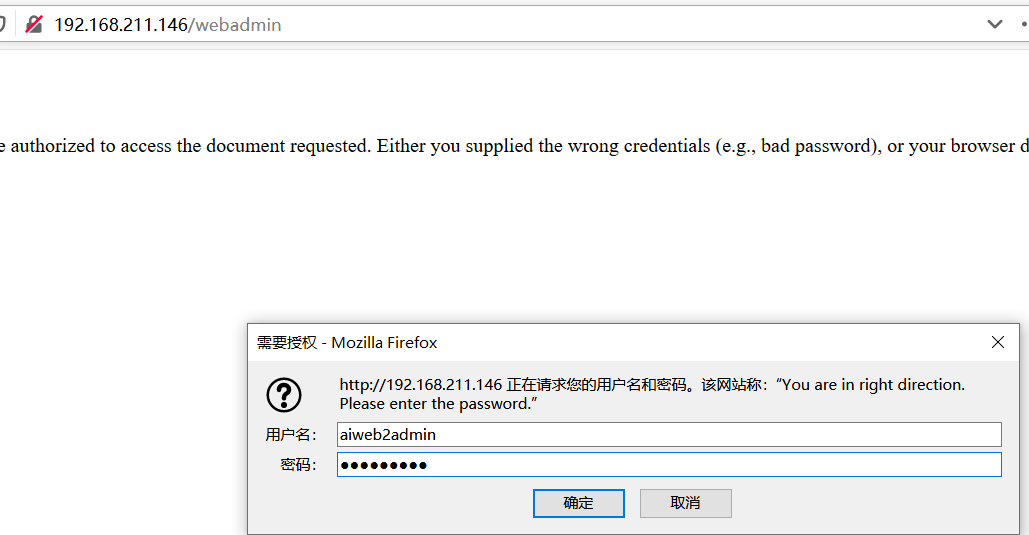 192.168.211.146/webadmin
e authorized to access the document requested. Either you supplied the wrong credentials (e.g., bad password), or your browser d
需要授权 - Mozilla Firefox
http://192.168.211.146 正在请求您的用户名和密码。该网站称：“You are in right direction.
Please enter the password.”
用户名： aiweb2admin
密码： ●●●●●●●●●
确定 取消